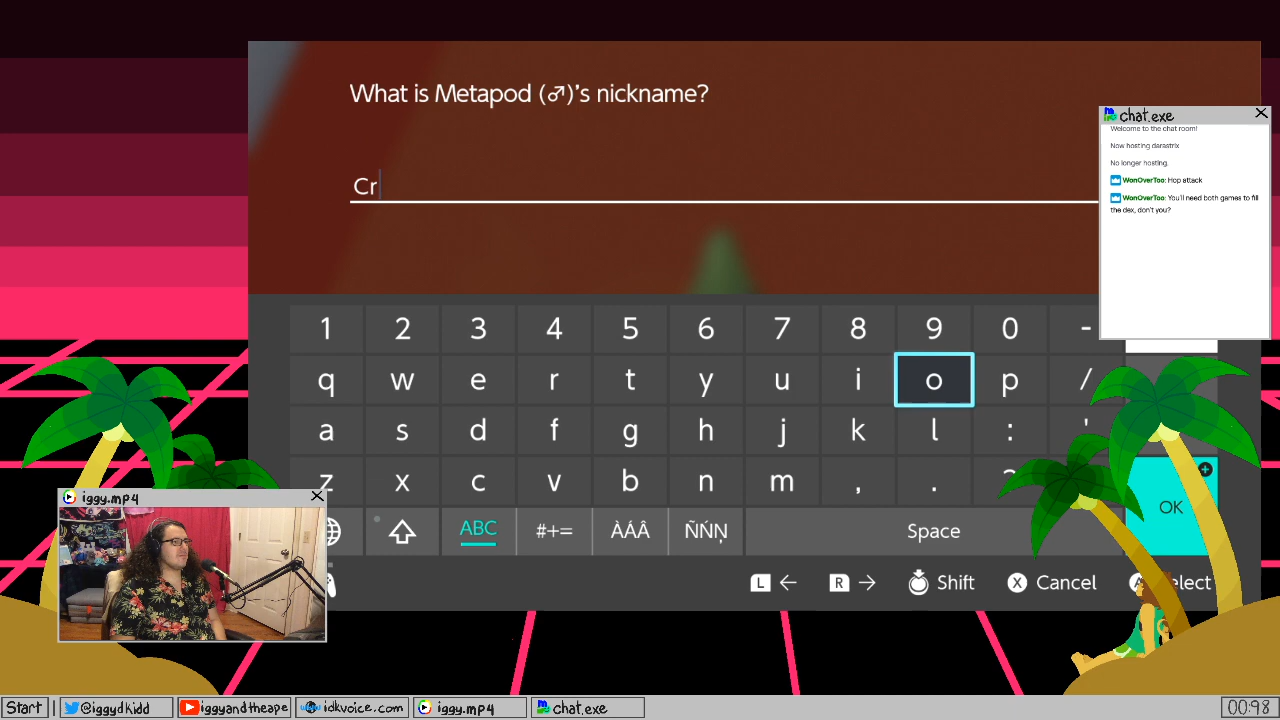 What is Metapod (♂)'s nickname?
Cr
chat.exe
Welcome to the chat room!
Now hosting darastrix
No longer hosting.
WonOverToo: Hop attack
WonOverToo: You'll need both games to fill
the dex, don't you?
1 2 3 4 5 6 7 8 9 0 -
q w e r t y u i o p /
a s d f g h j k l : '
z x c v b n m , . ?
ABC #+= ÀÁÂ ÑŃŅ Space OK
L ← R → Shift X Cancel A Select
iggy.mp4
Start | @iggydkidd iggyandtheape idkvoice.com iggy.mp4 chat.exe 00:98